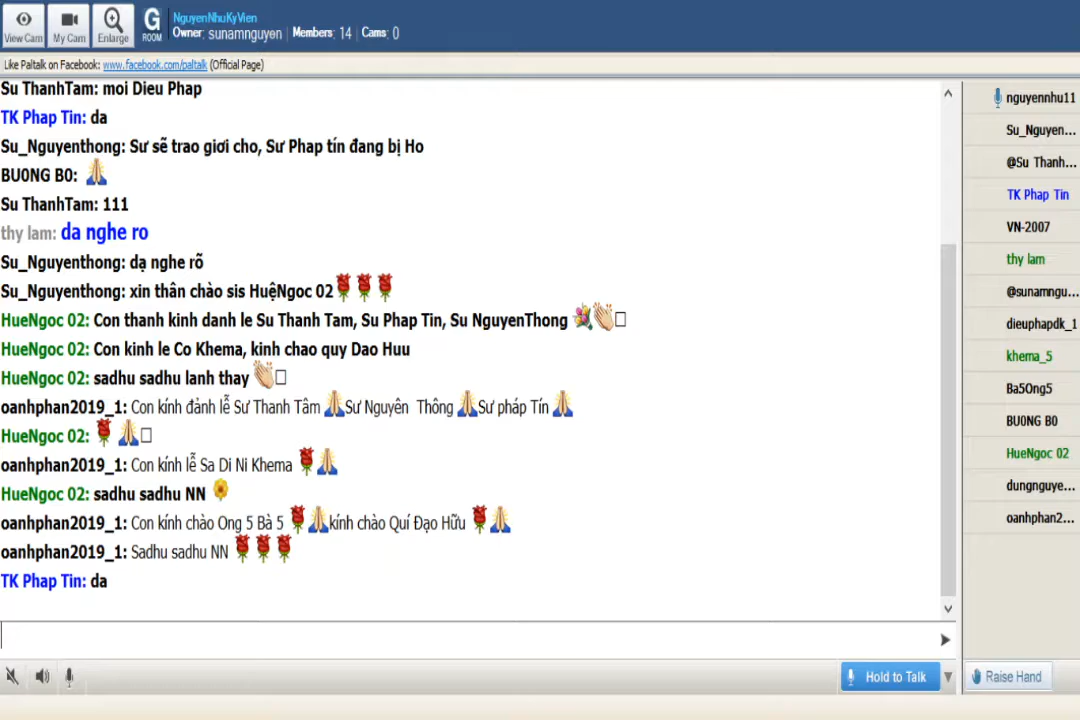 NguyenNhuKyVien
View Cam My Cam Enlarge G ROOM Owner: sunamnguyen | Members: 14 | Cams: 0
Like Paltalk on Facebook: www.facebook.com/paltalk (Official Page)
Su ThanhTam: moi Dieu Phap
TK Phap Tin: da
Su_Nguyenthong: Sư sẽ trao giơi cho, Sư Phap tín đang bị Ho
BU0NG B0: 🙏
Su ThanhTam: 111
thy lam: da nghe ro
Su_Nguyenthong: dạ nghe rõ
Su_Nguyenthong: xin thân chào sis HuệNgoc 02🌹🌹🌹
HueNgoc 02: Con thanh kinh danh le Su Thanh Tam, Su Phap Tin, Su NguyenThong 💐👏□
HueNgoc 02: Con kinh le Co Khema, kinh chao quy Dao Huu
HueNgoc 02: sadhu sadhu lanh thay 👏□
oanhphan2019_1: Con kính đảnh lễ Sư Thanh Tâm 🙏Sư Nguyên Thông 🙏Sư pháp Tín 🙏
HueNgoc 02: 🌹🙏□
oanhphan2019_1: Con kính lễ Sa Di Ni Khema 🌹🙏
HueNgoc 02: sadhu sadhu NN 🌼
oanhphan2019_1: Con kính chào Ong 5 Bà 5 🌹🙏kính chào Quí Đạo Hữu 🌹🙏
oanhphan2019_1: Sadhu sadhu NN 🌹🌹🌹
TK Phap Tin: da
nguyennhu11
Su_Nguyen...
@Su Thanh...
TK Phap Tin
VN-2007
thy lam
@sunamngu...
dieuphapdk_1
khema_5
Ba5Ong5
BU0NG B0
HueNgoc 02
dungnguye...
oanhphan2...
Hold to Talk
Raise Hand